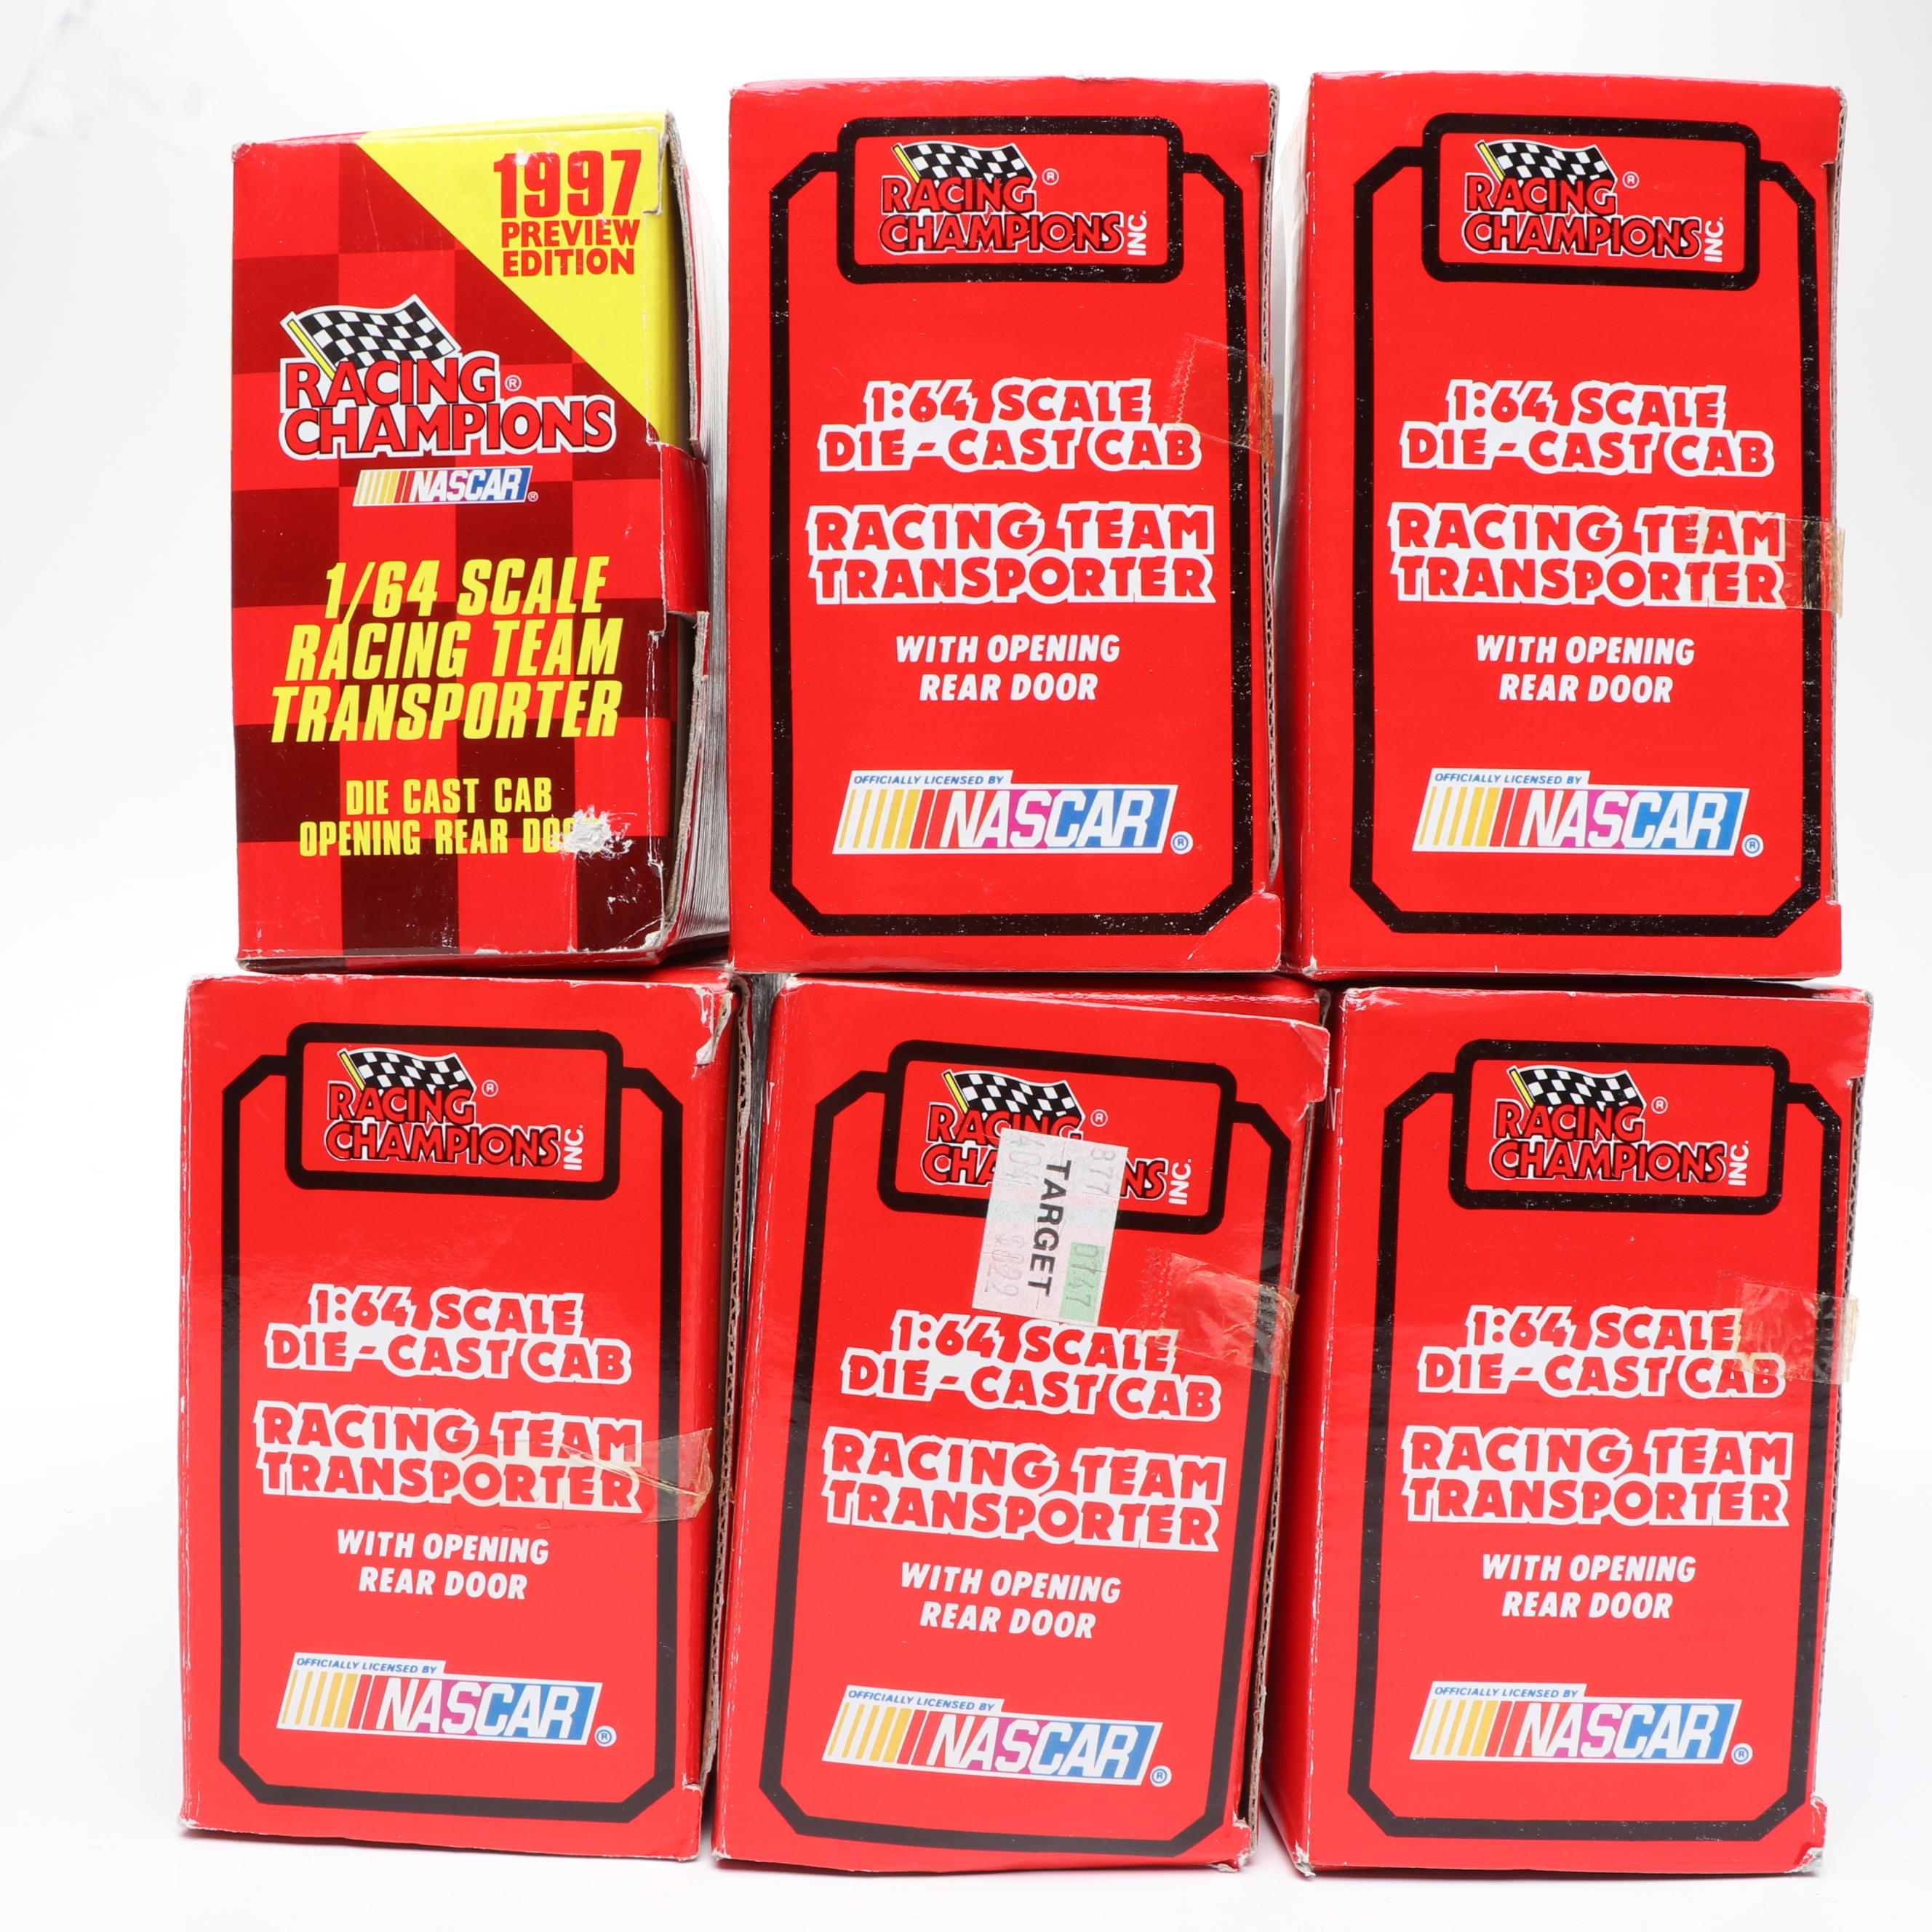 1997
PREVIEW
EDITION
RACING ®
CHAMPIONS
NASCAR ®
1/64 SCALE
RACING TEAM
TRANSPORTER
DIE CAST CAB
OPENING REAR
RACING ®
CHAMPIONS INC.
1:64 SCALE
DIE-CAST CAB
RACING TEAM
TRANSPORTER
WITH OPENING
REAR DOOR
OFFICIALLY LICENSED BY
NASCAR ®
RACING ®
CHAMPIONS INC.
1:64 SCALE
DIE-CAST CAB
RACING TEAM
TRANSPORTER
WITH OPENING
REAR DOOR
OFFICIALLY LICENSED BY
NASCAR ®
RACING ®
CHAMPIONS INC.
1:64 SCALE
DIE-CAST CAB
RACING TEAM
TRANSPORTER
WITH OPENING
REAR DOOR
OFFICIALLY LICENSED BY
NASCAR ®
RACING ®
INC.
TARGET
1:64 SCALE
DIE-CAST CAB
RACING TEAM
TRANSPORTER
WITH OPENING
REAR DOOR
OFFICIALLY LICENSED BY
NASCAR ®
RACING ®
CHAMPIONS INC.
1:64 SCALE
DIE-CAST CAB
RACING TEAM
TRANSPORTER
WITH OPENING
REAR DOOR
OFFICIALLY LICENSED BY
NASCAR ®